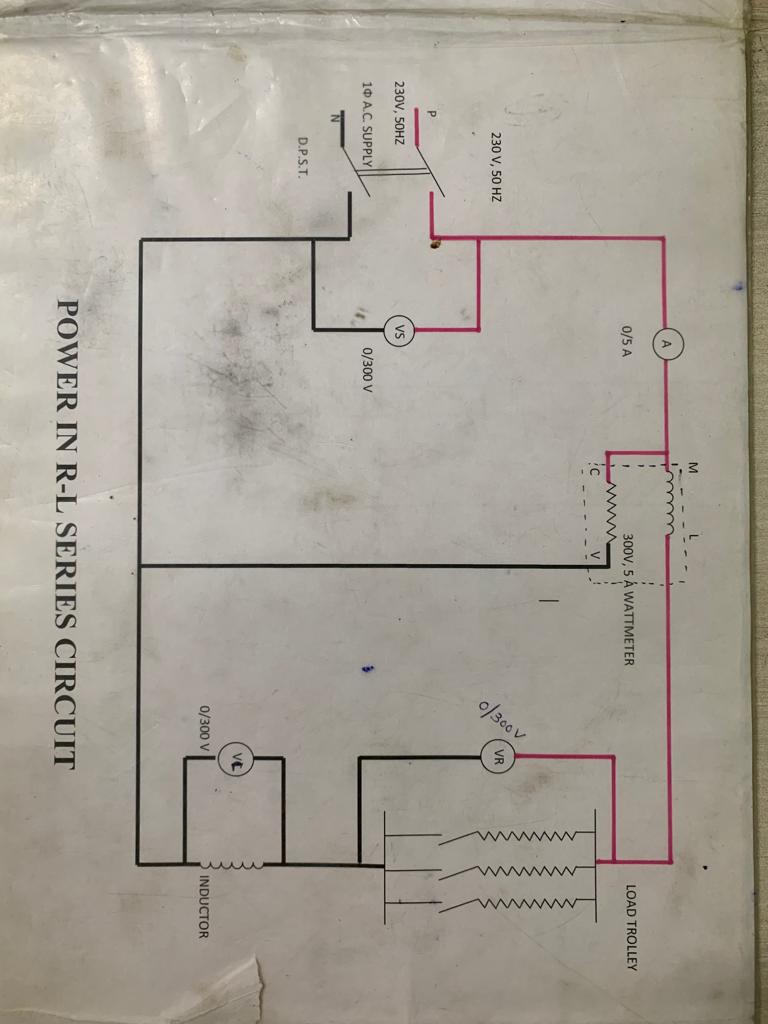 230 V, 50 HZ
P
230V, 50HZ
1Φ A.C. SUPPLY
N
D.P.S.T.
A
0/5 A
VS
0/300 V
M
L
C
V
300V, 5 A WATTMETER
0/300 V
VR
LOAD TROLLEY
0/300 V
INDUCTOR
POWER IN R-L SERIES CIRCUIT